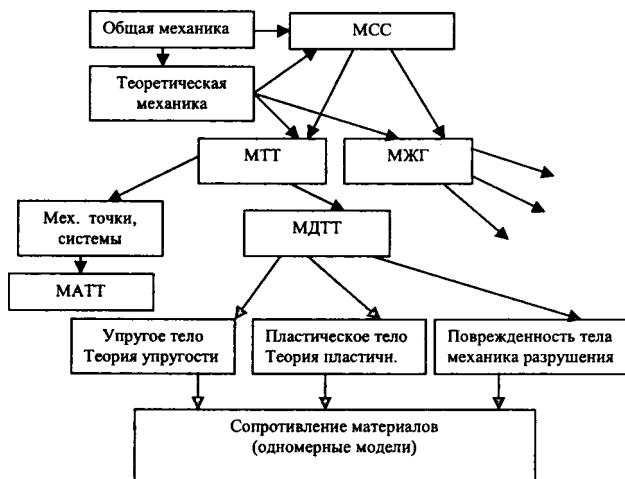 Общая механика
МСС
Теоретическая
механика
МТТ
МЖГ
Мех. точки,
системы
МДТТ
МАТТ
Упругое тело
Теория упругости
Пластическое тело
Теория пластичн.
Поврежденность тела
механика разрушения
Сопротивление материалов
(одномерные модели)